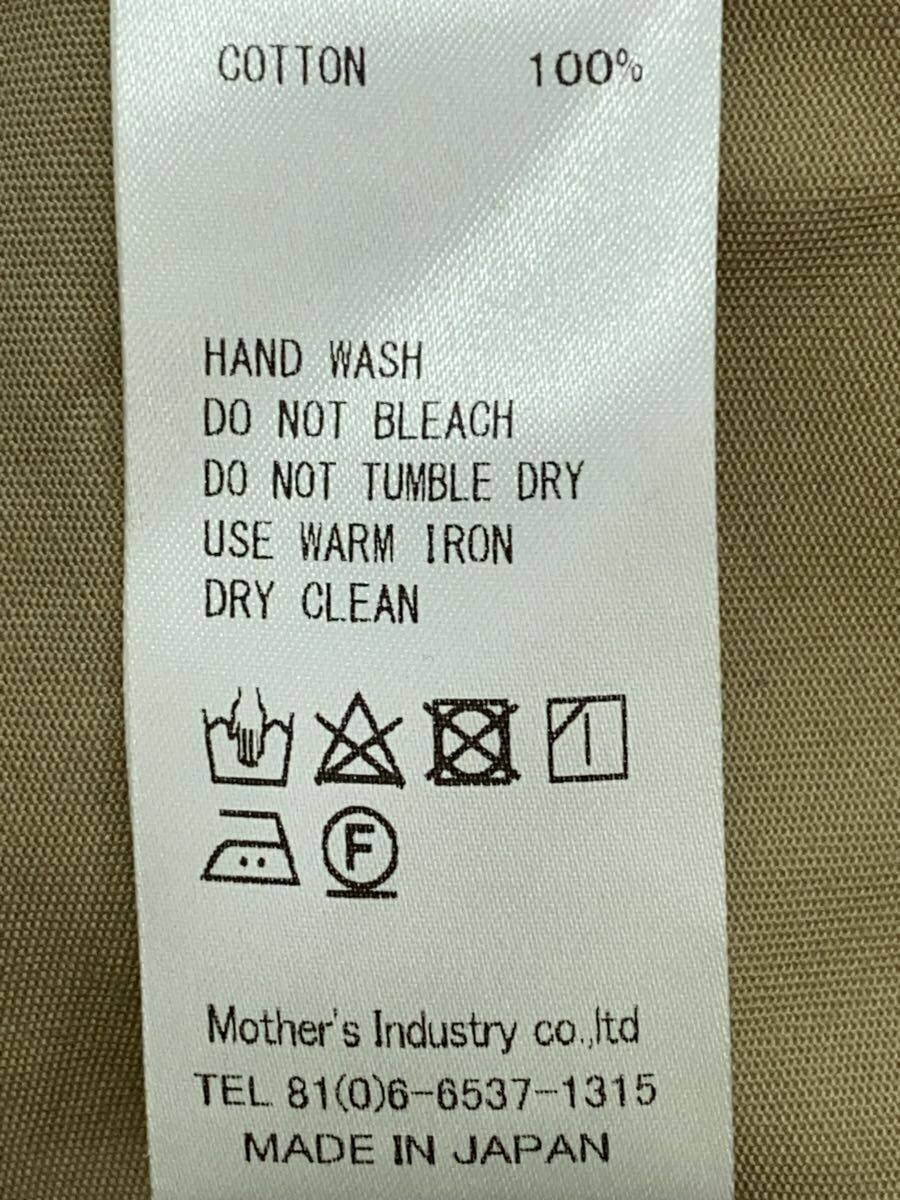 COTTON 100%
HAND WASH
DO NOT BLEACH
DO NOT TUMBLE DRY
USE WARM IRON
DRY CLEAN
F
Mother's Industry co.,ltd
TEL 81(0)6-6537-1315
MADE IN JAPAN